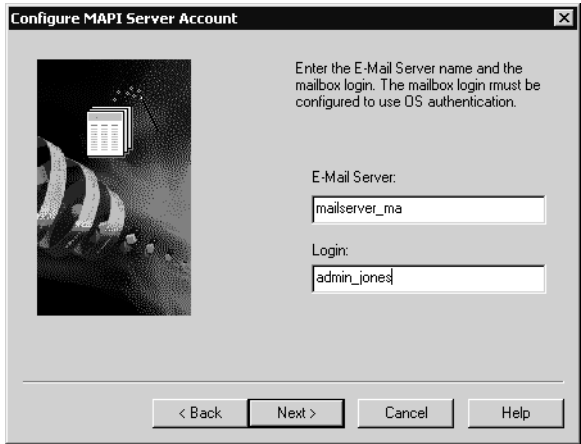 Configure MAPI Server Account
Enter the E-Mail Server name and the
mailbox login. The mailbox login rmust be
configured to use OS authentication.
E-Mail Server:
mailserver_ma
Login:
admin_jones
< Back
Next >
Cancel
Help